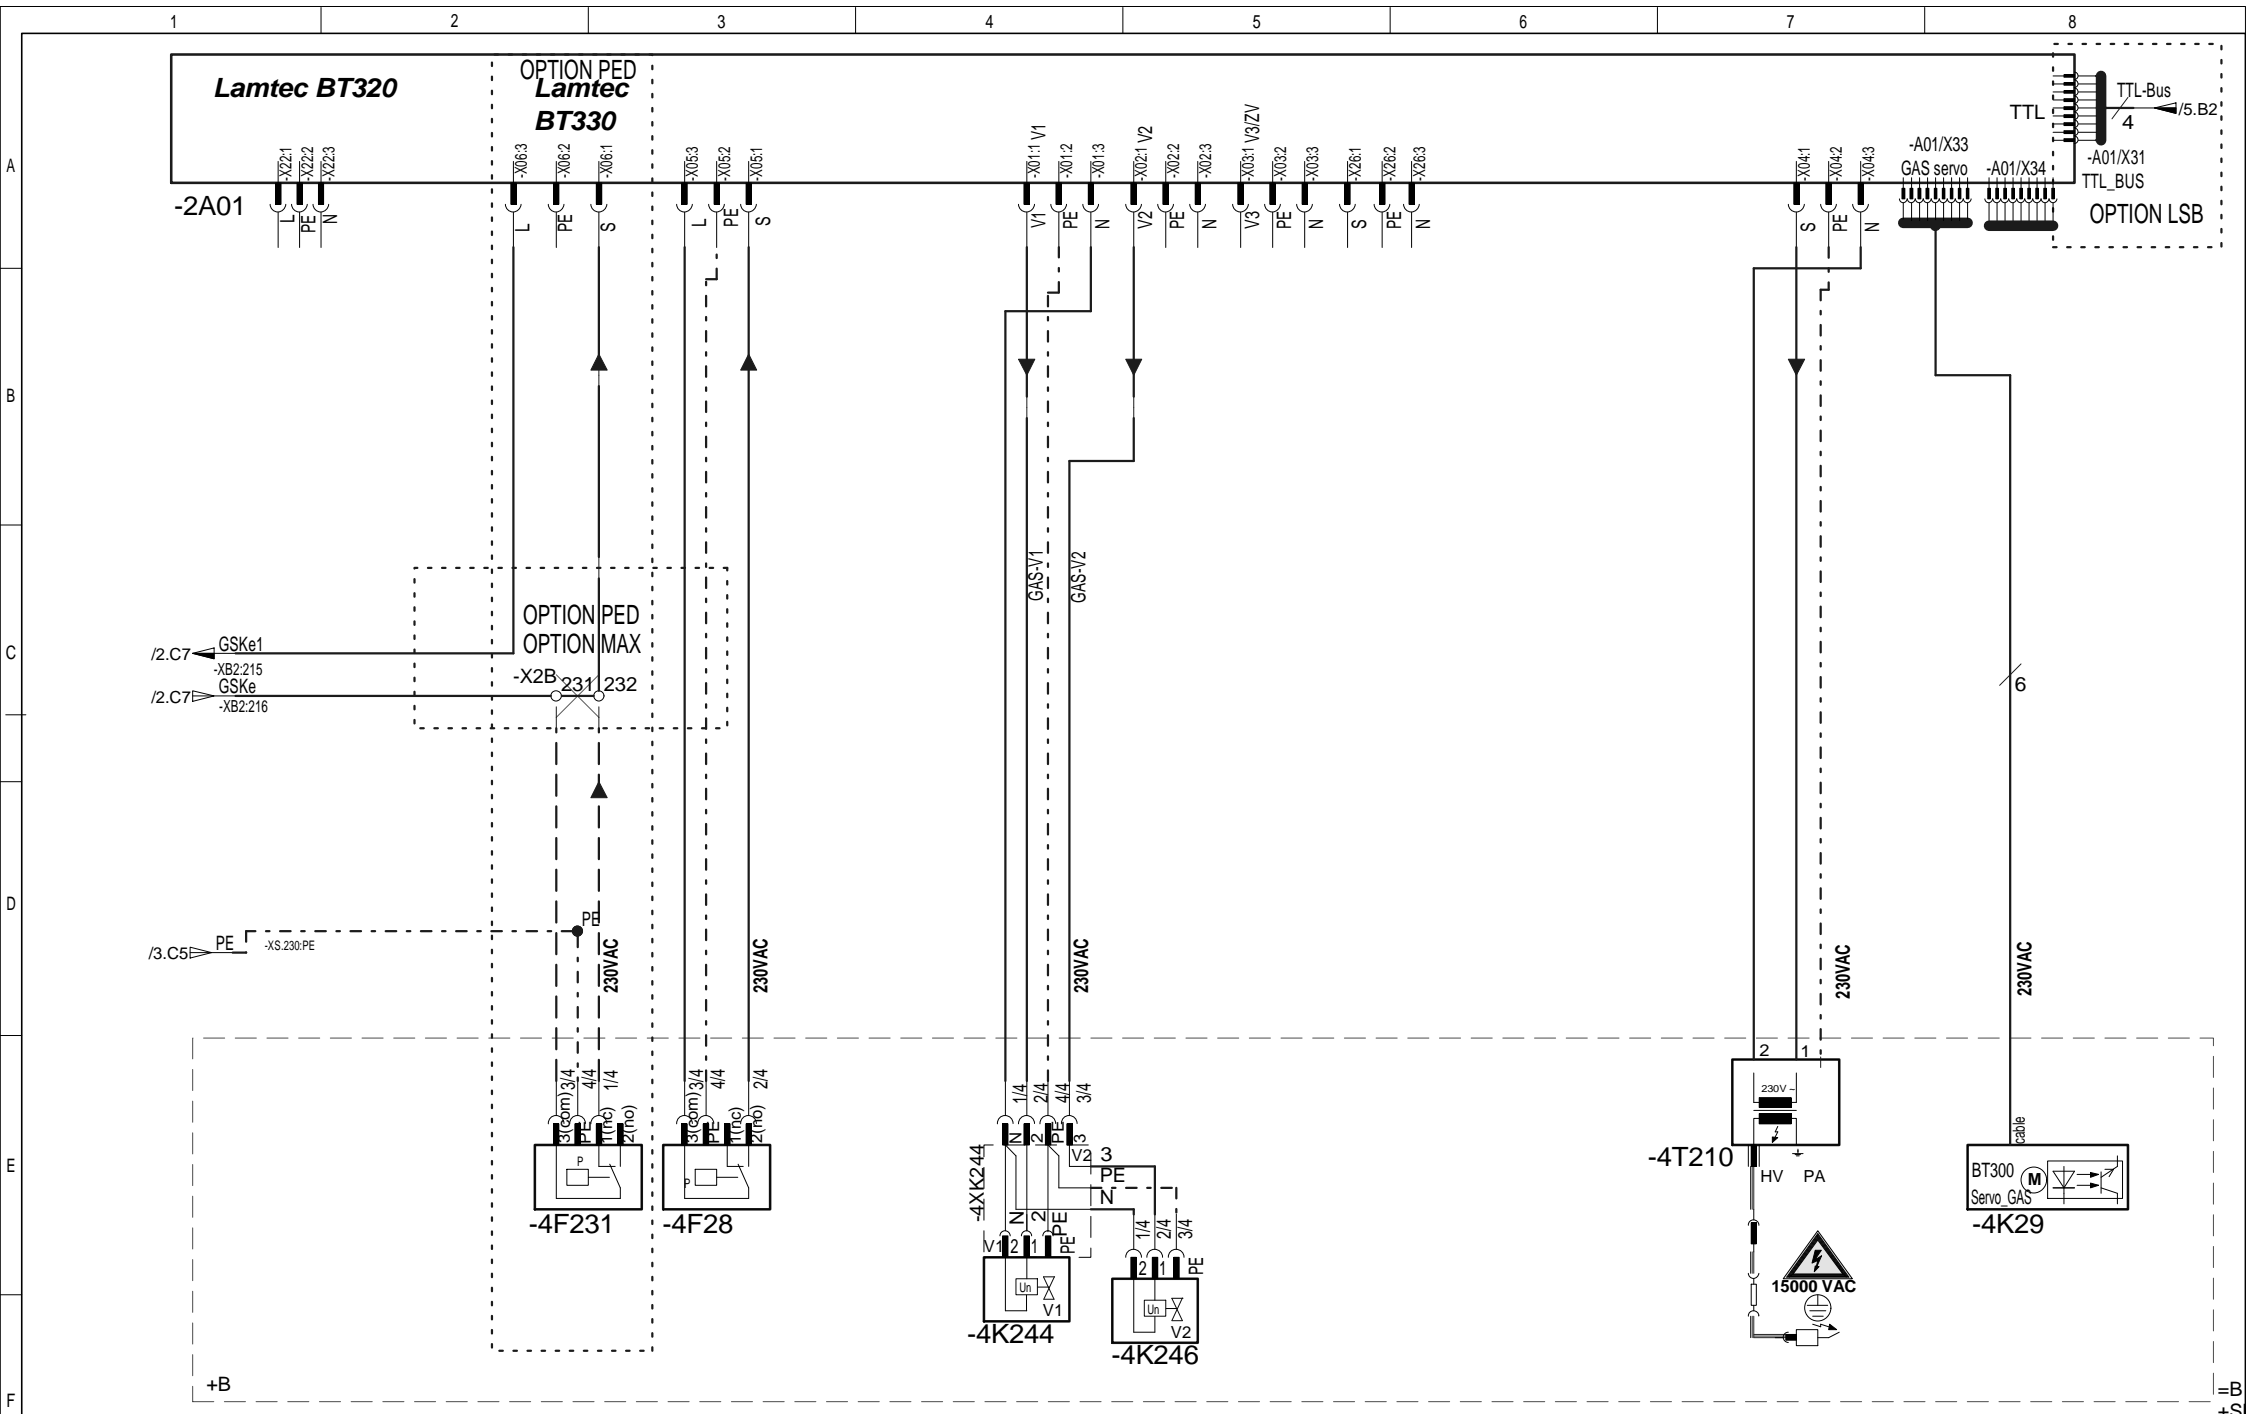 1 2 3 4 5 6 7 8
A
B
C
D
E
F
Lamtec BT320
OPTION PED
Lamtec
BT330
-2A01
-X22:1
-X22:2
-X22:3
L
PE
N
-X06:3
-X06:2
-X06:1
L
PE
S
-X05:3
-X05:2
-X05:1
L
PE
S
-X01:1 V1
-X01:2
-X01:3
V1
PE
N
-X02:1 V2
-X02:2
-X02:3
V2
PE
N
-X03:1 V3/ZV
-X03:2
-X03:3
V3
PE
N
-X26:1
-X26:2
-X26:3
S
PE
N
-X04:1
-X04:2
-X04:3
S
PE
N
-A01/X33
GAS servo
-A01/X34
TTL
TTL-Bus
4
/5.B2
-A01/X31
TTL_BUS
OPTION LSB
GAS-V1
GAS-V2
OPTION PED
OPTION MAX
/2.C7
GSKe1
-XB2:215
/2.C7
GSKe
-XB2:216
-X2B
231
232
6
/3.C5
PE
-XS.230:PE
PE
230VAC
230VAC
230VAC
230VAC
230VAC
3/4
4/4
1/4
3(com)
PE
1(nc)
2(no)
P
-4F231
3/4
4/4
2/4
3(com)
PE
1(nc)
2(no)
P
-4F28
1/4
2/4
4/4
3/4
N
2
PE
3
V2
3
PE
N
-4XK244
N
2
PE
V1
2
1
PE
Un
V1
-4K244
1/4
2/4
3/4
2
1
PE
Un
V2
-4K246
2
1
230V ~
-4T210
HV
PA
15000 VAC
cable
BT300
Servo_GAS
M
-4K29
+B
=B